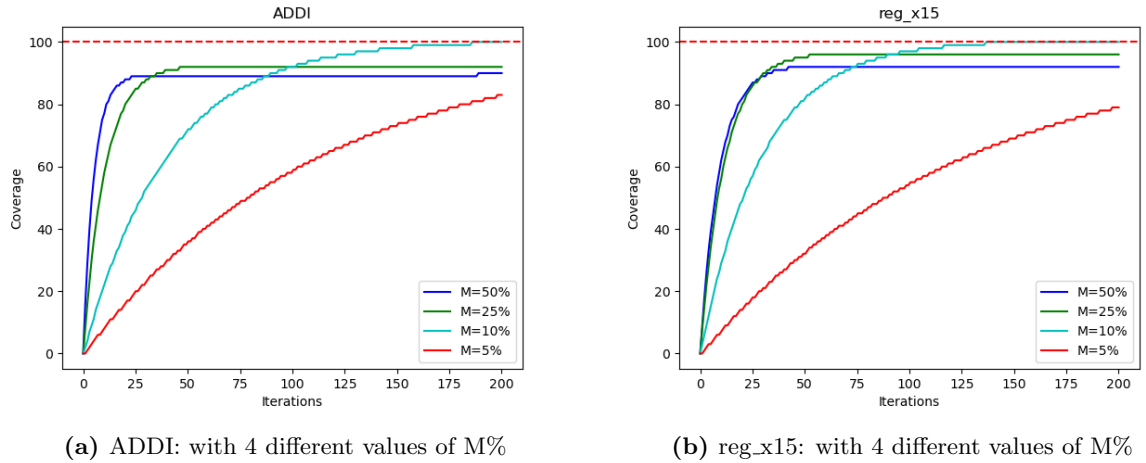 ADDI
Coverage
100
80
60
40
20
0
M=50%
M=25%
M=10%
M=5%
0 25 50 75 100 125 150 175 200
Iterations
(a) ADDI: with 4 different values of M%
reg_x15
Coverage
100
80
60
40
20
0
M=50%
M=25%
M=10%
M=5%
0 25 50 75 100 125 150 175 200
Iterations
(b) reg_x15: with 4 different values of M%